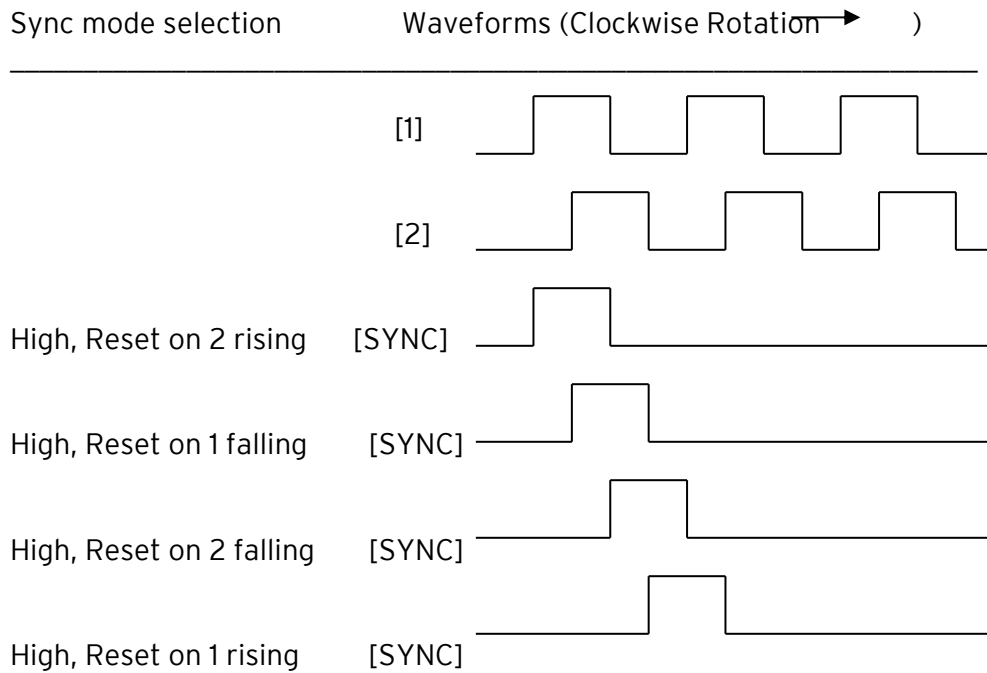 Sync mode selection Waveforms (Clockwise Rotation )
[1]
[2]
High, Reset on 2 rising [SYNC]
High, Reset on 1 falling [SYNC]
High, Reset on 2 falling [SYNC]
High, Reset on 1 rising [SYNC]